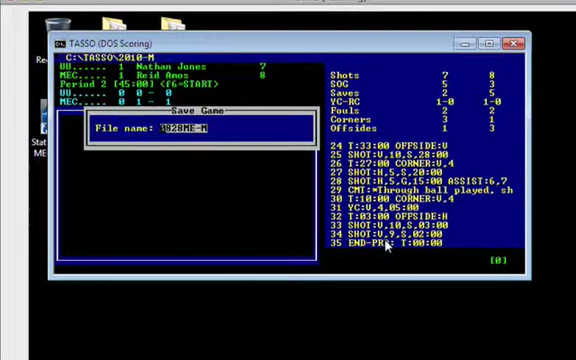 TASSO (DOS Scoring)
C:\TASSO\2010-M
UU...... 1 Nathan Jones 7
MEC..... 1 Reid Amos 8
Period 2 [45:00] <f6=START>
UU...... 0 0 - 0
MEC..... 1 1 - 1
Save Game
File name: 0828ME-M
Shots 7 8
SOG 5 3
Saves 2 5
YC-RC 1-0 1-0
Fouls 3 1
Corners 2 2
Offsides 1 3
24 T:33:00 OFFSIDE:V
25 SHOT:V,10,S,28:00
26 T:27:00 CORNER:V,4
27 SHOT:H,5,S,20:00
28 SHOT:H,5,G,15:00 ASSIST:6,7
29 CMT:*Through ball played, sh
30 T:10:00 CORNER:V,4
31 YC:V,4,05:00
32 T:03:00 OFFSIDE:H
33 SHOT:V,10,S,03:00
34 SHOT:V,9,S,02:00
35 END-PRD: T:00:00
[0]